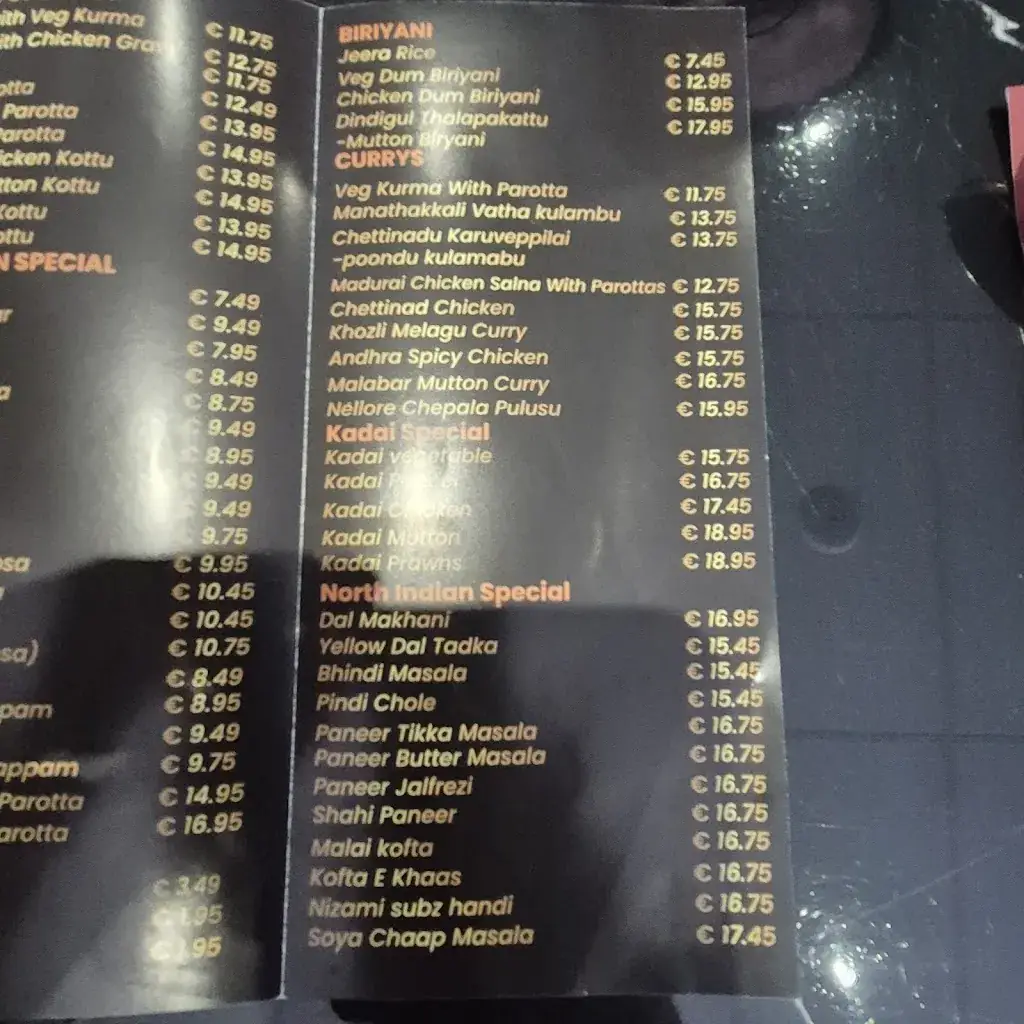 ith Veg Kurma € 11.75
ith Chicken € 12.75
€ 11.75
€ 12.49
Parotta € 13.95
arotta € 14.95
icken Kottu € 13.95
tton Kottu € 14.95
Kottu € 13.95
ottu € 14.95
N SPECIAL
€ 7.49
€ 9.49
€ 7.95
€ 8.49
€ 8.75
€ 9.49
€ 8.95
€ 9.49
€ 9.49
9.75
osa € 9.95
€ 10.45
€ 10.45
sa) € 10.75
€ 8.49
pam € 8.95
€ 9.49
appam € 9.75
Parotta € 14.95
arotta € 16.95
€ 3.49
€ 1.95
€ 1.95
BIRIYANI
Jeera Rice € 7.45
Veg Dum Biriyani € 12.95
Chicken Dum Biriyani € 15.95
Dindigul Thalapakattu € 17.95
-Mutton Biryani
CURRYS
Veg Kurma With Parotta € 11.75
Manathakkali Vatha kulambu € 13.75
Chettinadu Karuveppilai € 13.75
-poondu kulamabu
Madurai Chicken Salna With Parottas € 12.75
Chettinad Chicken € 15.75
Khozli Melagu Curry € 15.75
Andhra Spicy Chicken € 15.75
Malabar Mutton Curry € 16.75
Nellore Chepala Pulusu € 15.95
Kadai Special
Kadai vegetable € 15.75
Kadai € 16.75
Kadai Chicken € 17.45
Kadai Mutton € 18.95
Kadai Prawns € 18.95
North Indian Special
Dal Makhani € 16.95
Yellow Dal Tadka € 15.45
Bhindi Masala € 15.45
Pindi Chole € 15.45
Paneer Tikka Masala € 16.75
Paneer Butter Masala € 16.75
Paneer Jalfrezi € 16.75
Shahi Paneer € 16.75
Malai kofta € 16.75
Kofta E Khaas € 16.75
Nizami subz handi € 16.75
Soya Chaap Masala € 17.45